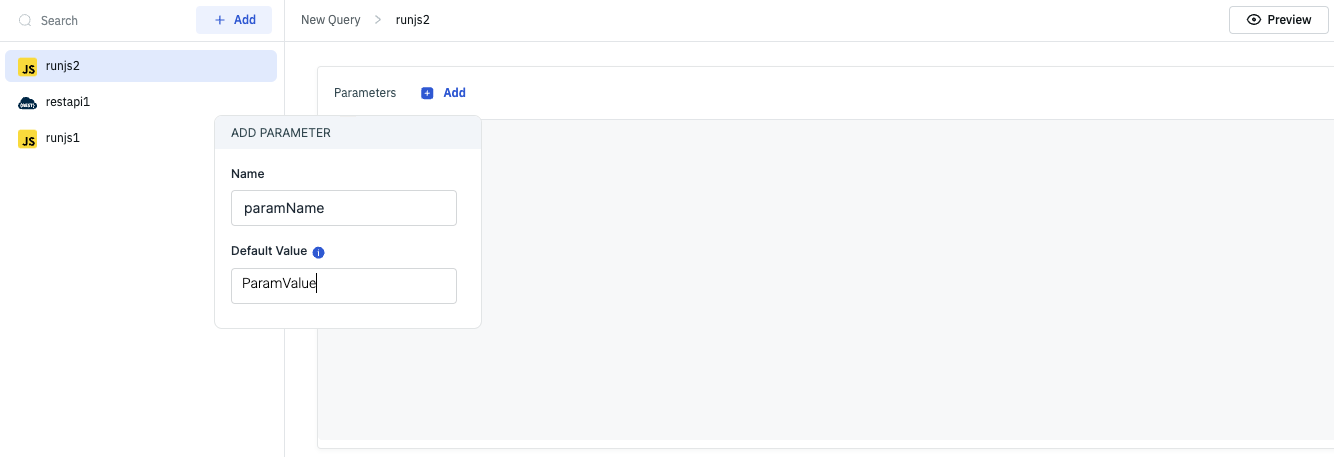 Search
+ Add
New Query > runjs2
Preview
JS runjs2
REST restapi1
JS runjs1
Parameters + Add
ADD PARAMETER
Name
paramName
Default Value i
ParamValue